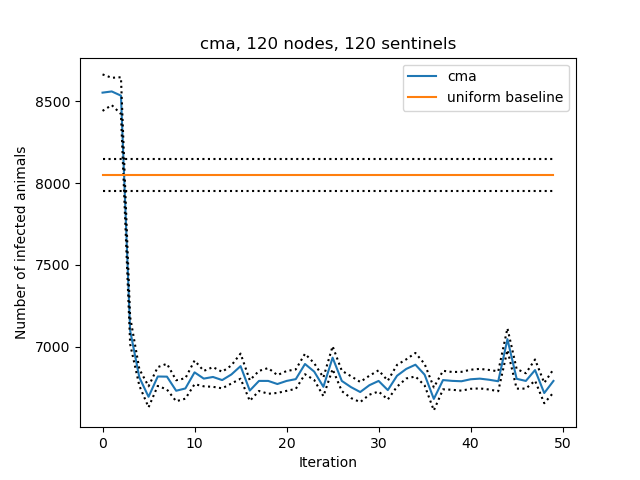 cma, 120 nodes, 120 sentinels
cma
uniform baseline
8500
8000
7500
7000
Number of infected animals
0 10 20 30 40 50
Iteration